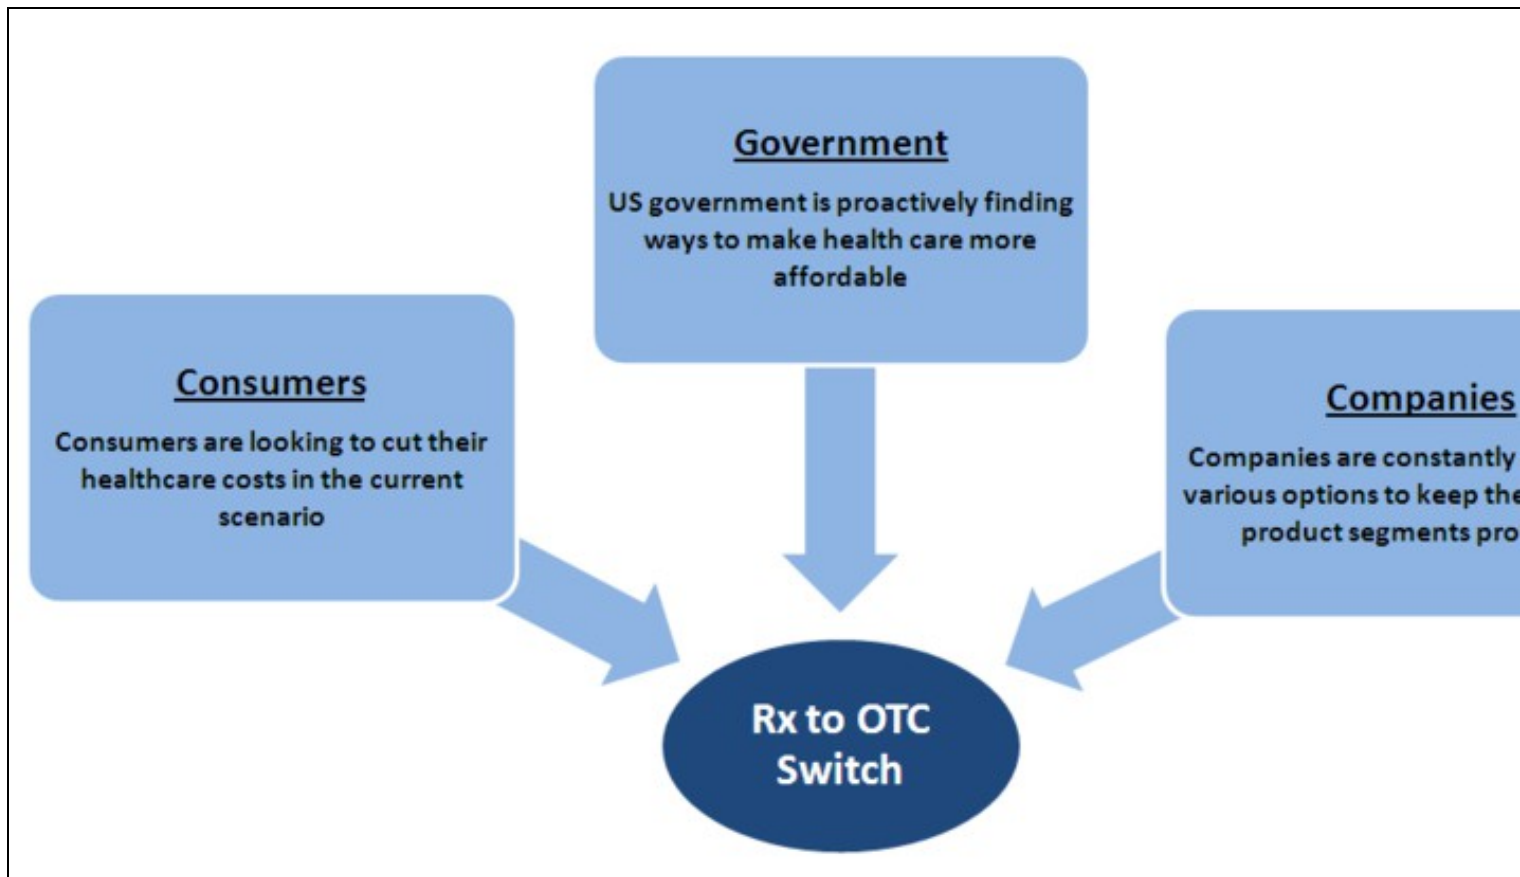 Government
US government is proactively finding
ways to make health care more
affordable
Consumers
Consumers are looking to cut their
healthcare costs in the current
scenario
Companies
Companies are constantly
various options to keep
product segments
Rx to OTC
Switch